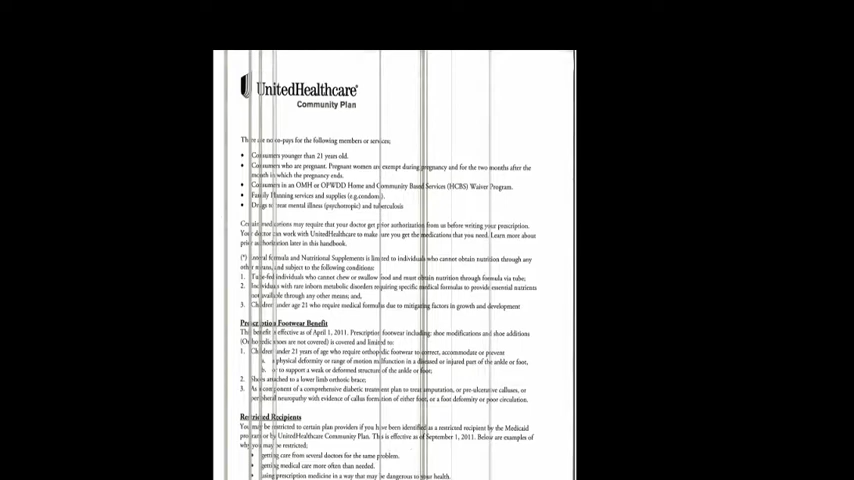 UnitedHealthcare®
Community Plan
There are no co-pays for the following members or services:
• Consumers younger than 21 years old.
• Consumers who are pregnant. Pregnant women are exempt during pregnancy and for the two months after the
month in which the pregnancy ends.
• Consumers in an OMH or OPWDD Home and Community Based Services (HCBS) Waiver Program.
• Family Planning services and supplies (e.g.condoms).
• Drugs to treat mental illness (psychotropic) and tuberculosis
Certain medications may require that your doctor get prior authorization from us before writing your prescription.
Your doctor can work with UnitedHealthcare to make sure you get the medications that you need. Learn more about
prior authorization later in this handbook.
(*) Enteral formula and Nutritional Supplements is limited to individuals who cannot obtain nutrition through any
other means, and subject to the following conditions:
1. Tube-fed individuals who cannot chew or swallow food and must obtain nutrition through formula via tube;
2. Individuals with rare inborn metabolic disorders requiring specific medical formulas to provide essential nutrients
not available through any other means; and,
3. Children under age 21 who require medical formulas due to mitigating factors in growth and development
Prescription Footwear Benefit
This benefit is effective as of April 1, 2011. Prescription footwear including: shoe modifications and shoe additions
(Orthopedic shoes are not covered) is covered and limited to:
1. Children under 21 years of age who require orthopedic footwear to correct, accommodate or prevent
a. a physical deformity or range of motion malfunction in a diseased or injured part of the ankle or foot,
b. or to support a weak or deformed structure of the ankle or foot;
2. Shoes attached to a lower limb orthotic brace;
3. As a component of a comprehensive diabetic treatment plan to treat amputation, or pre-ulcerative calluses, or
peripheral neuropathy with evidence of callus formation of either foot, or a foot deformity or poor circulation.
Restricted Recipients
You may be restricted to certain plan providers if you have been identified as a restricted recipient by the Medicaid
program or by UnitedHealthcare Community Plan. This is effective as of September 1, 2011. Below are examples of
why you may be restricted;
• getting care from several doctors for the same problem.
• getting medical care more often than needed.
• using prescription medicine in a way that may be dangerous to your health.